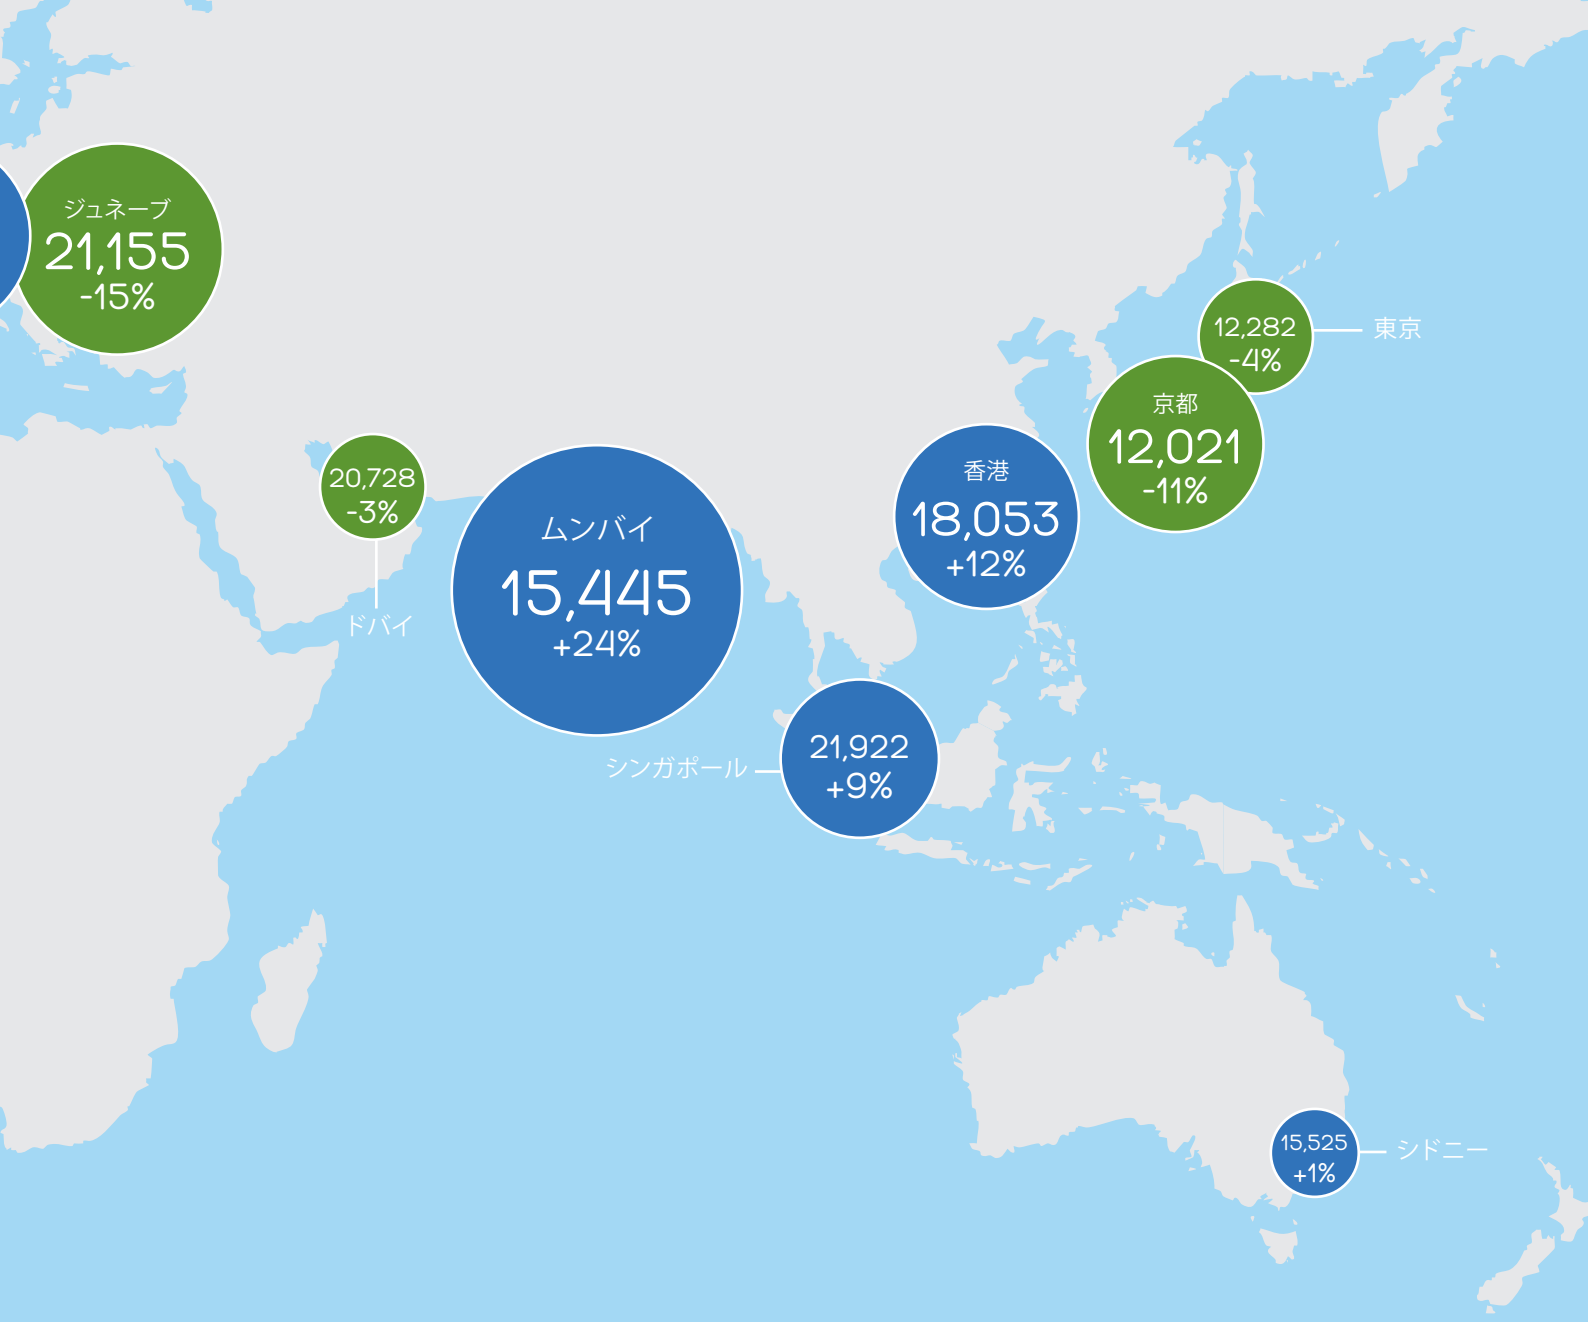 ジュネーブ
21,155
-15%
12,282
-4%
東京
京都
12,021
-11%
20,728
-3%
ドバイ
香港
18,053
+12%
ムンバイ
15,445
+24%
21,922
+9%
シンガポール
15,525
+1%
シドニー